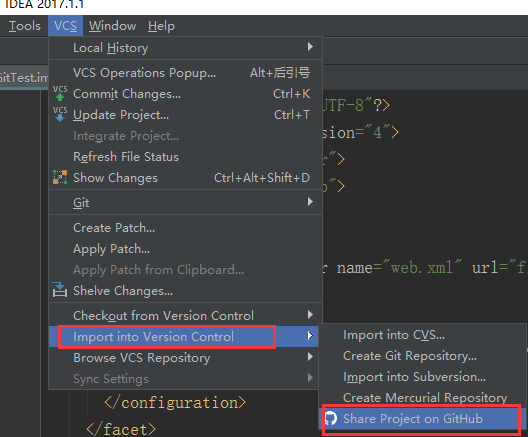 IDEA 2017.1.1
Tools VCS Window Help
Local History
GitTest.im
VCS Operations Popup... Alt+后引号
Commit Changes... Ctrl+K
UTF-8"?>
Update Project... Ctrl+T
rsion="4">
Integrate Project...
r">
Refresh File Status
Show Changes Ctrl+Alt+Shift+D
o">
Git
Create Patch...
Apply Patch...
r name="web.xml" url="f
Apply Patch from Clipboard...
Shelve Changes...
Checkout from Version Control
Import into Version Control
Browse VCS Repository
Sync Settings
Import into CVS...
Create Git Repository...
Import into Subversion...
Create Mercurial Repository
Share Project on GitHub
</configuration>
</facet>